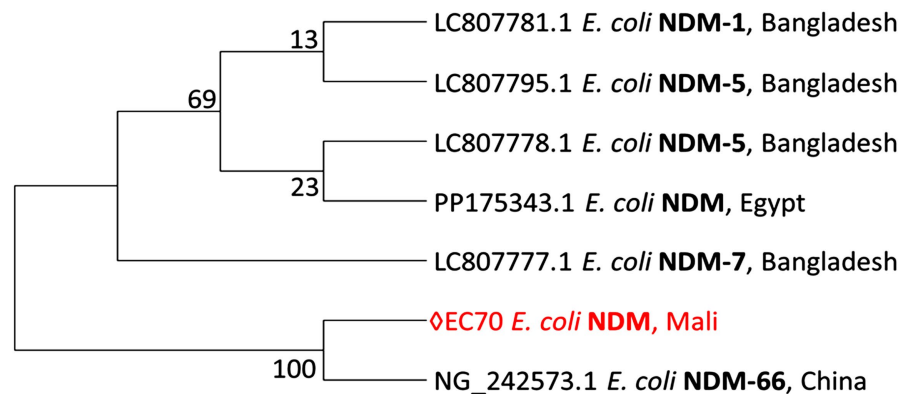 LC807781.1 E. coli NDM-1, Bangladesh
13
LC807795.1 E. coli NDM-5, Bangladesh
69
LC807778.1 E. coli NDM-5, Bangladesh
23
PP175343.1 E. coli NDM, Egypt
LC807777.1 E. coli NDM-7, Bangladesh
◊EC70 E. coli NDM, Mali
100
NG_242573.1 E. coli NDM-66, China